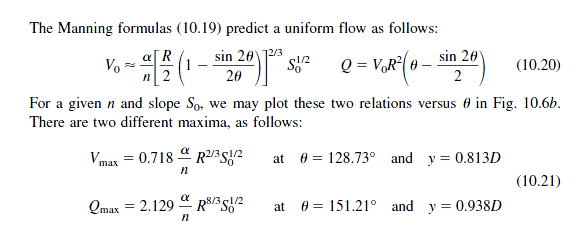 The Manning formulas (10.19) predict a uniform flow as follows:
V₀ ≈ α/n [R/2 (1 − sin 2θ/2θ)]^2/3 S₀^1/2    Q = V₀R²(θ − sin 2θ/2)    (10.20)
For a given n and slope S₀, we may plot these two relations versus θ in Fig. 10.6b.
There are two different maxima, as follows:
V_max = 0.718 α/n R^2/3 S₀^1/2    at θ = 128.73° and y = 0.813D
(10.21)
Q_max = 2.129 α/n R^8/3 S₀^1/2    at θ = 151.21° and y = 0.938D